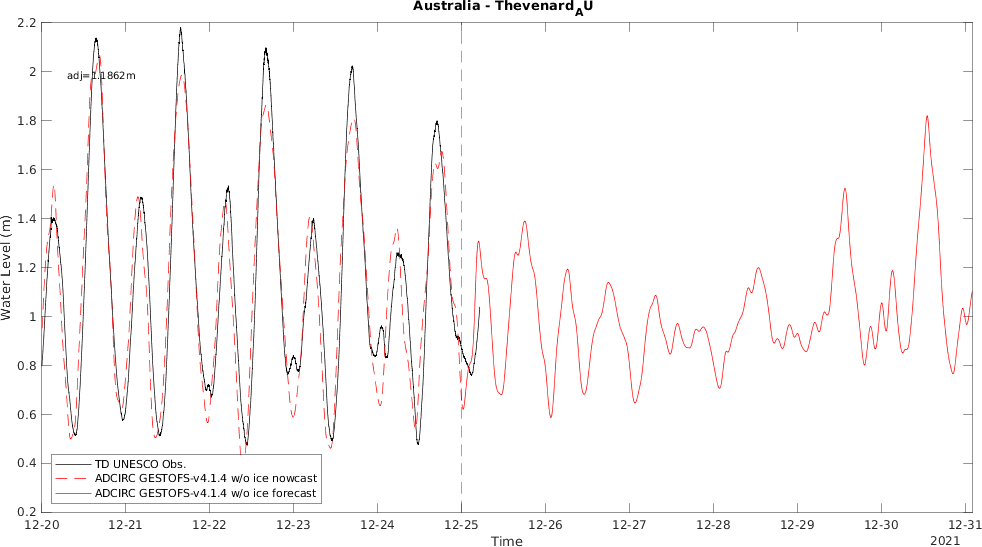 Australia - Thevenard_AU
2.2
2
adj=1.1862m
1.8
1.6
1.4
1.2
1
0.8
0.6
0.4
0.2
Water Level (m)
TD UNESCO Obs.
ADCIRC GESTOFS-v4.1.4 w/o ice nowcast
ADCIRC GESTOFS-v4.1.4 w/o ice forecast
12-20 12-21 12-22 12-23 12-24 12-25 12-26 12-27 12-28 12-29 12-30 12-31
Time
2021